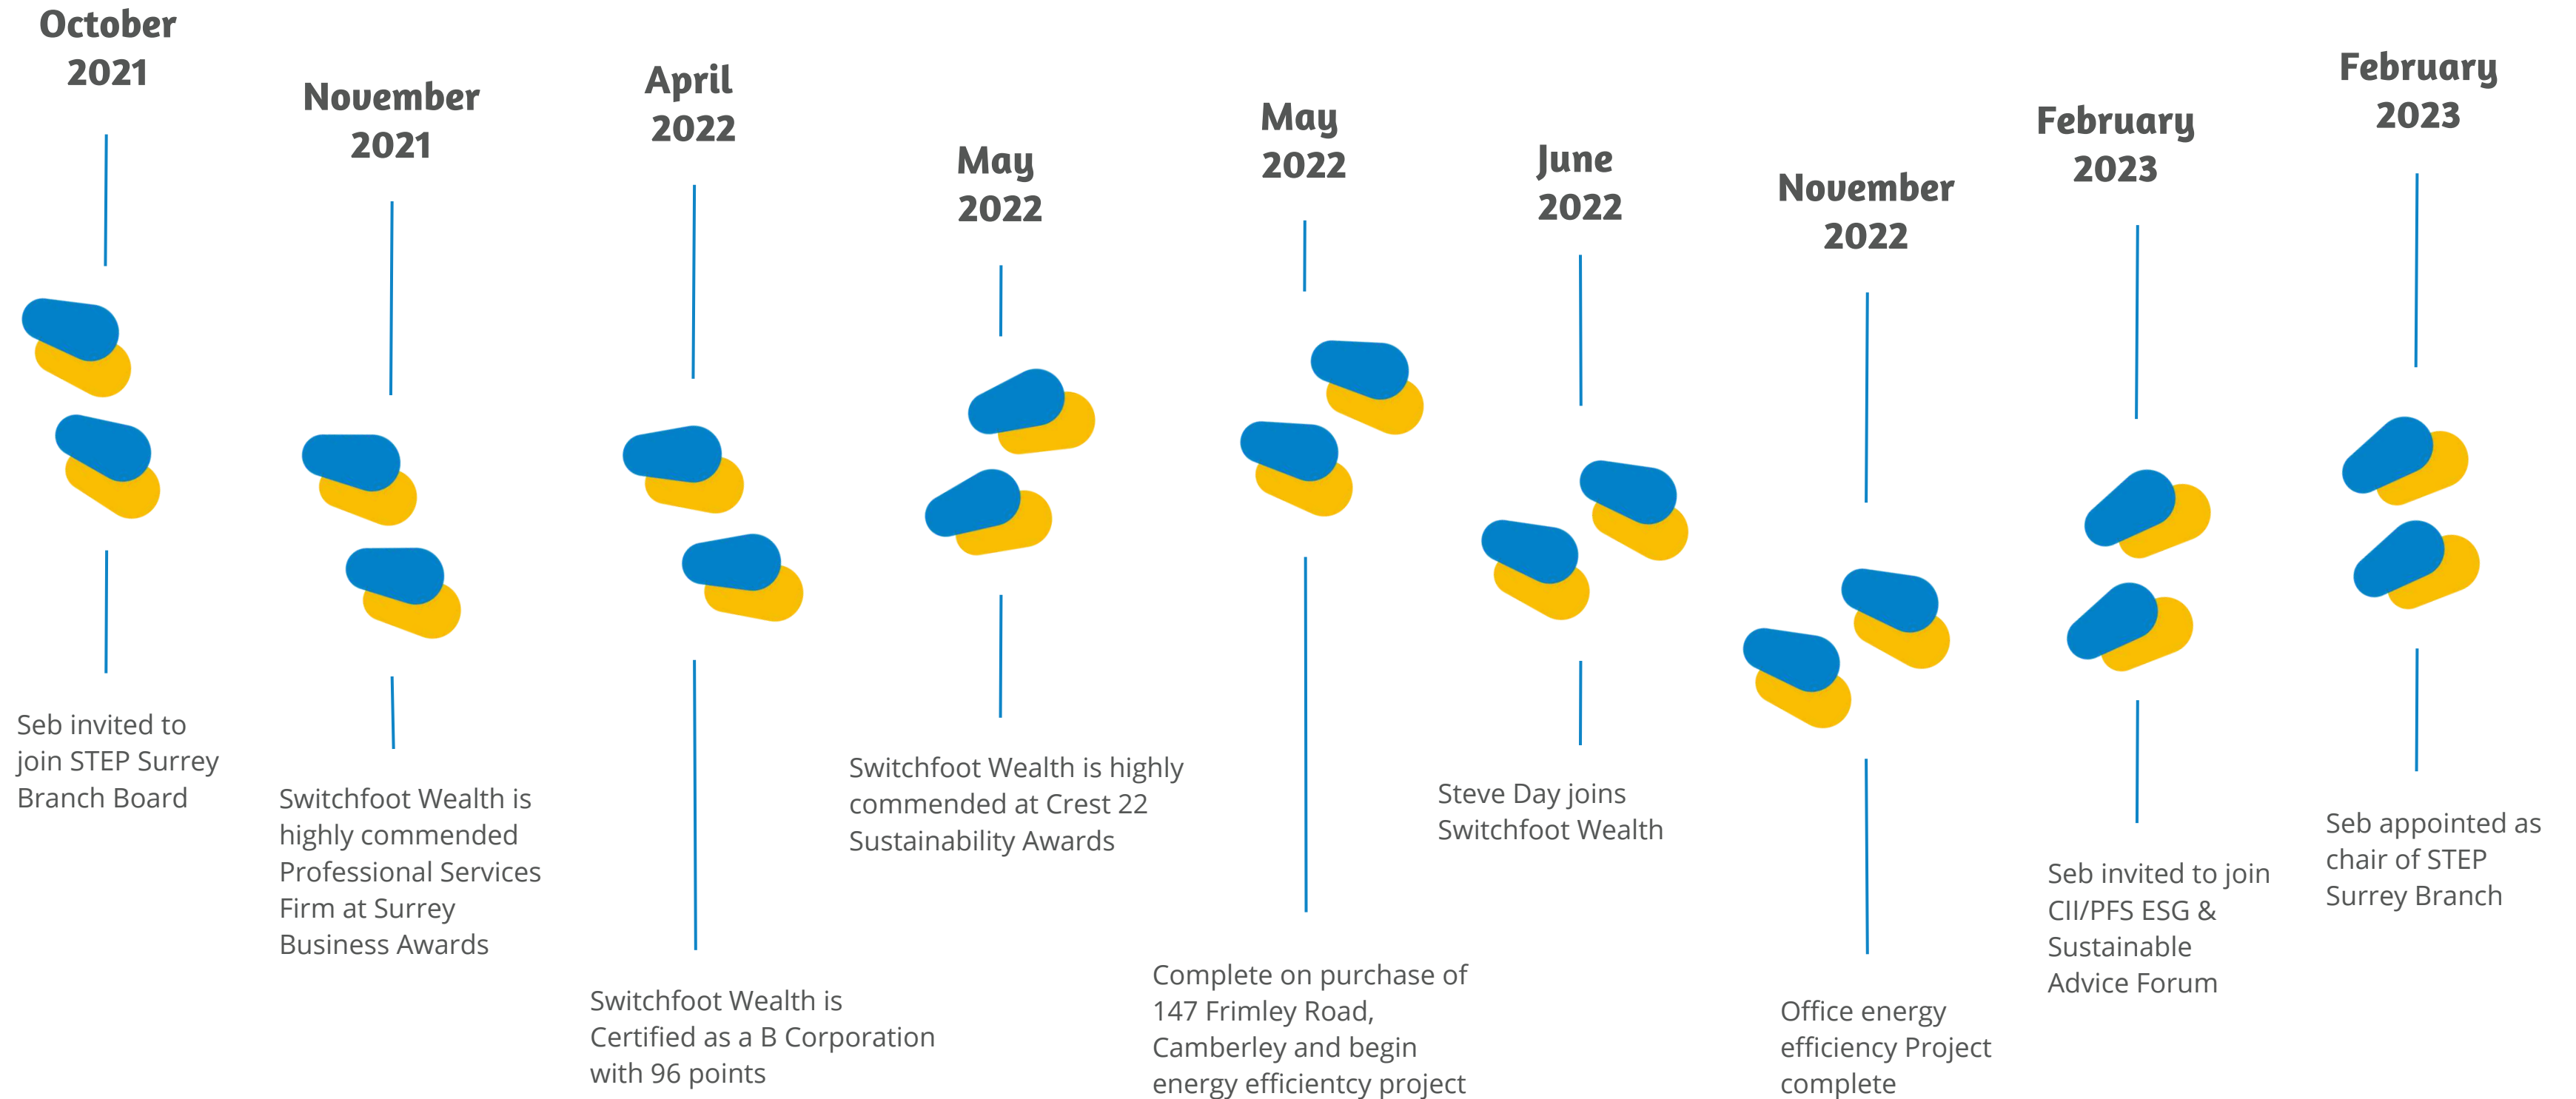 October
2021
Seb invited to
join STEP Surrey
Branch Board
November
2021
Switchfoot Wealth is
highly commended
Professional Services
Firm at Surrey
Business Awards
April
2022
Switchfoot Wealth is
Certified as a B Corporation
with 96 points
May
2022
Switchfoot Wealth is highly
commended at Crest 22
Sustainability Awards
May
2022
Complete on purchase of
147 Frimley Road,
Camberley and begin
energy efficientcy project
June
2022
Steve Day joins
Switchfoot Wealth
November
2022
Office energy
efficiency Project
complete
February
2023
Seb invited to join
CII/PFS ESG &
Sustainable
Advice Forum
February
2023
Seb appointed as
chair of STEP
Surrey Branch